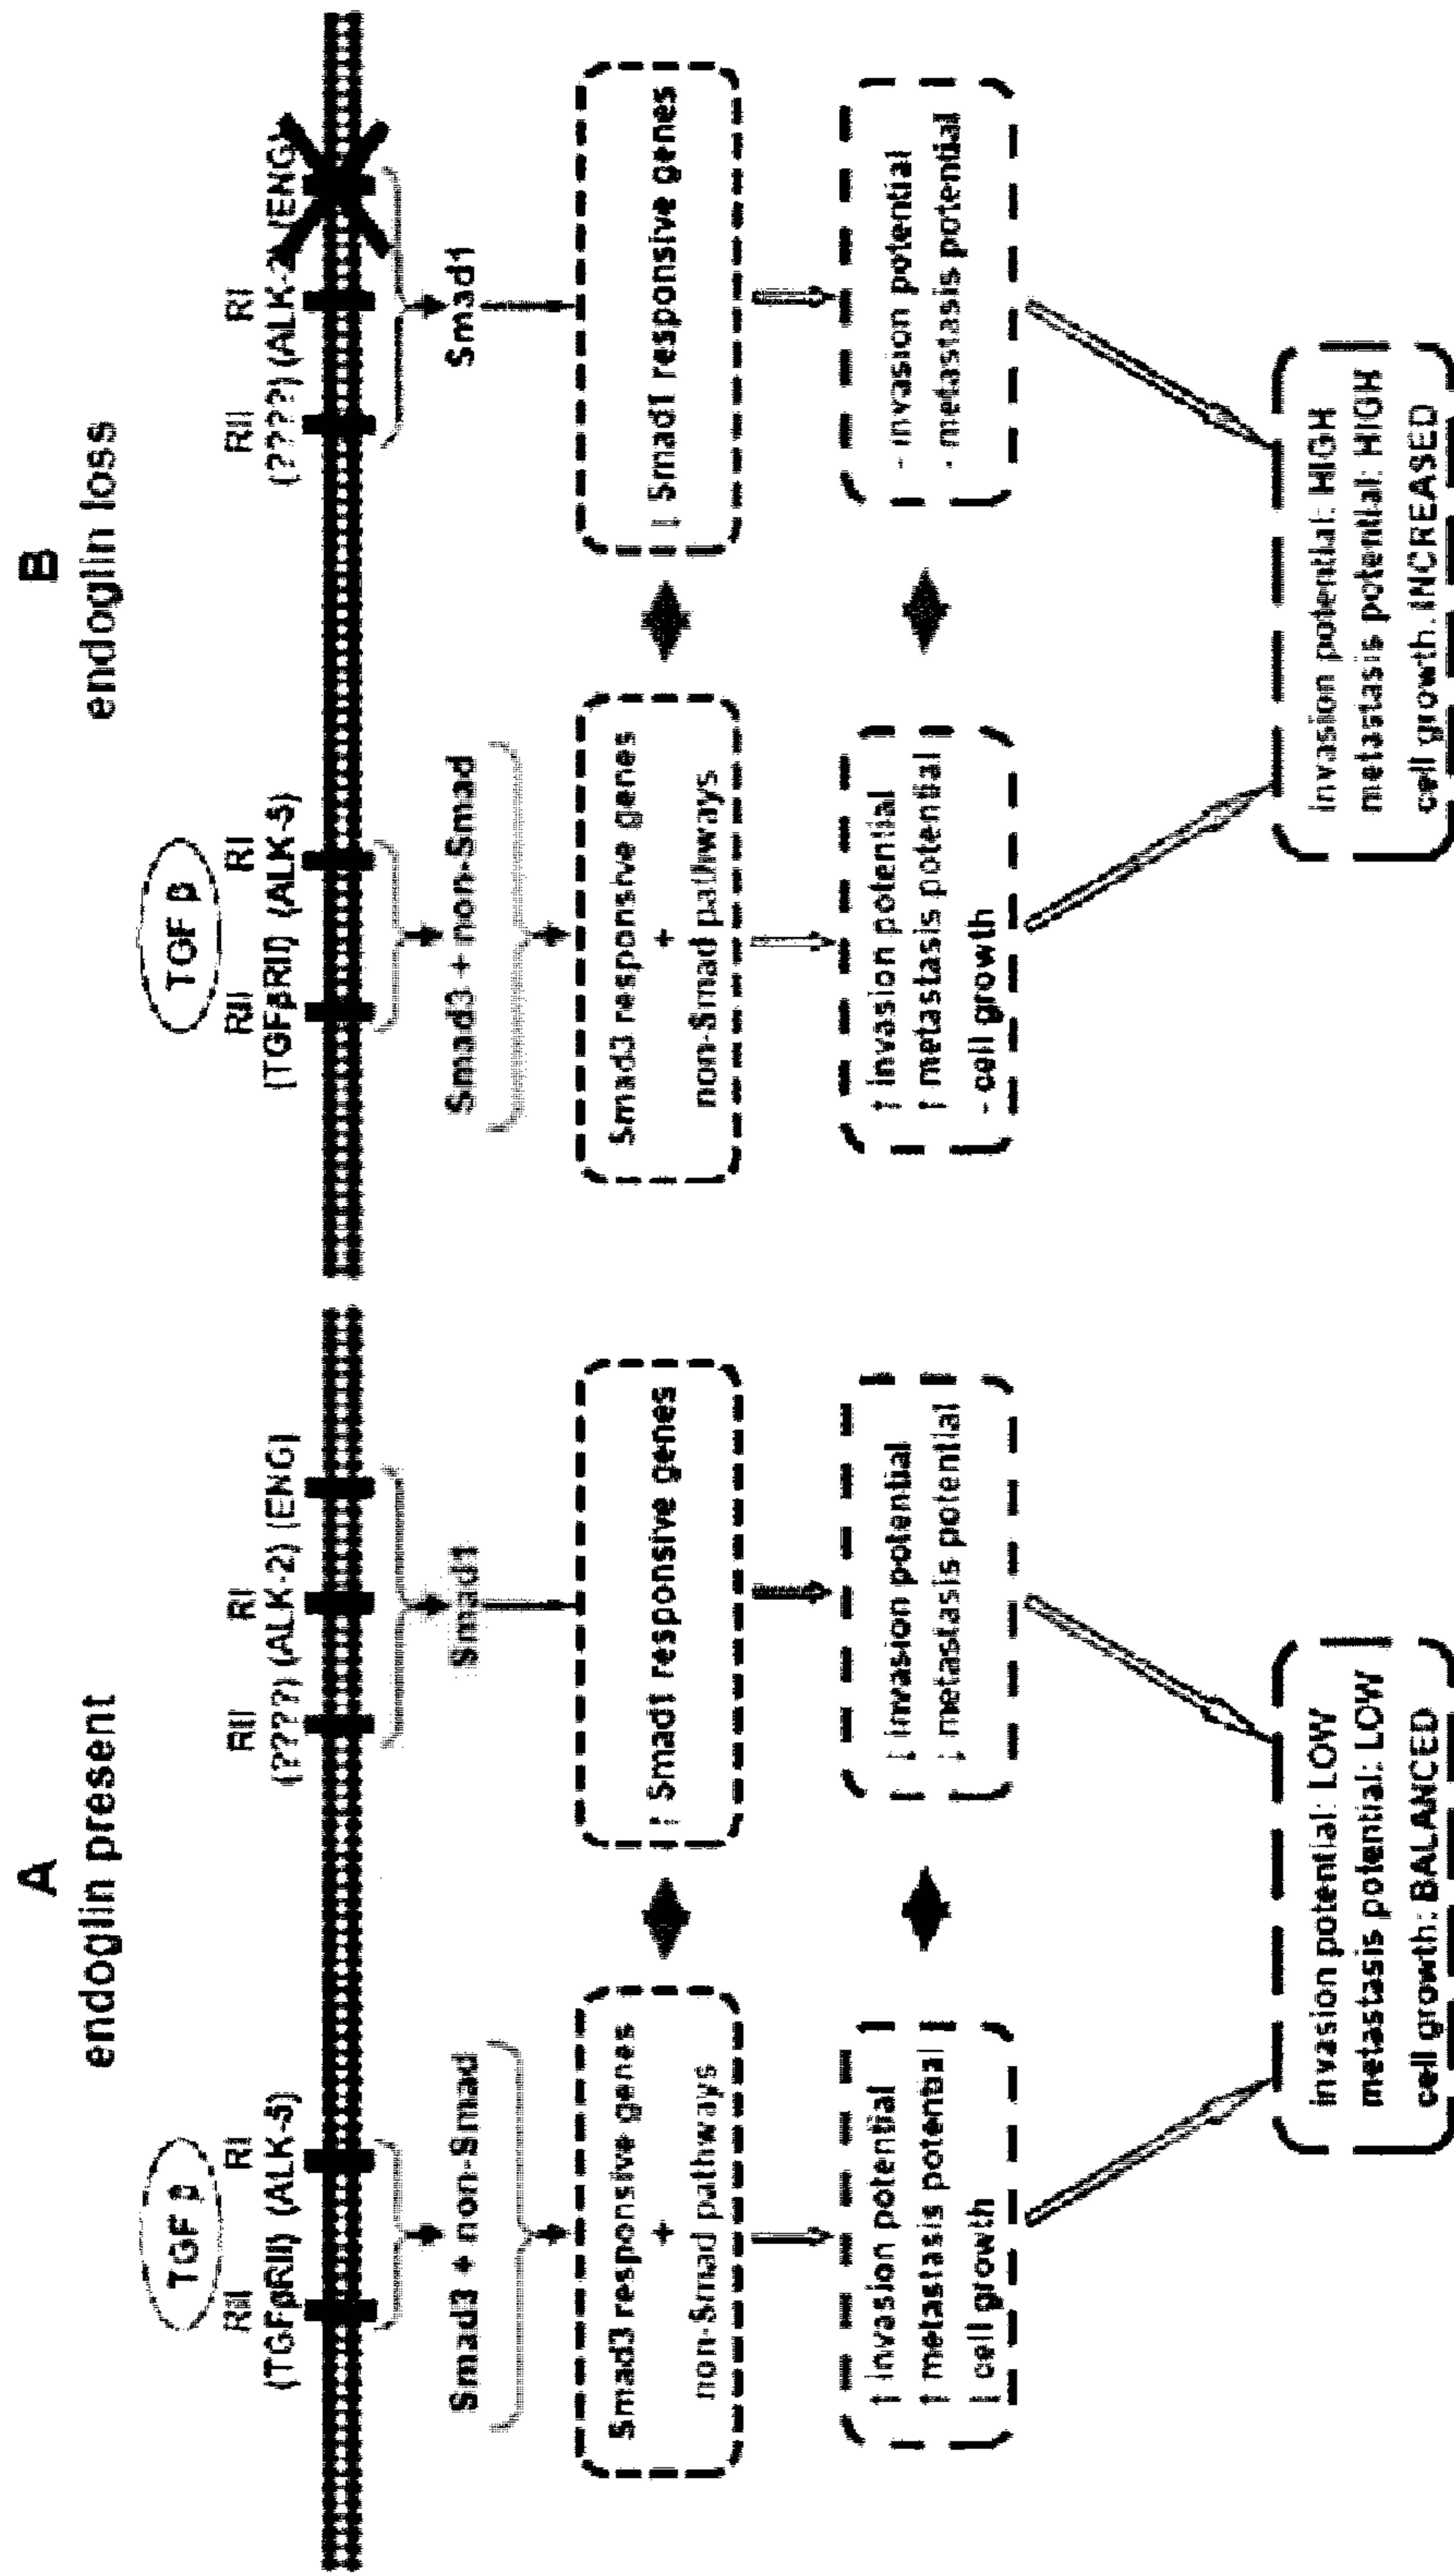 A
endoglin present
TGF β
RII RI
(TGFβRII) (ALK-5)
RII RI
(????) (ALK-2) (ENG)
Smad3 + non-Smad
Smad1
Smad3 responsive genes
+
non-Smad pathways
↑ Smad1 responsive genes
↑ invasion potential
↑ metastasis potential
↓ cell growth
↓ invasion potential
↓ metastasis potential
invasion potential: LOW
metastasis potential: LOW
cell growth: BALANCED
B
endoglin loss
TGF β
RII RI
(TGFβRII) (ALK-5)
RII RI
(????) (ALK-2) (ENG)
Smad3 + non-Smad
Smad1
Smad3 responsive genes
+
non-Smad pathways
↓ Smad1 responsive genes
↑ invasion potential
↑ metastasis potential
- cell growth
- invasion potential
- metastasis potential
invasion potential: HIGH
metastasis potential: HIGH
cell growth: INCREASED